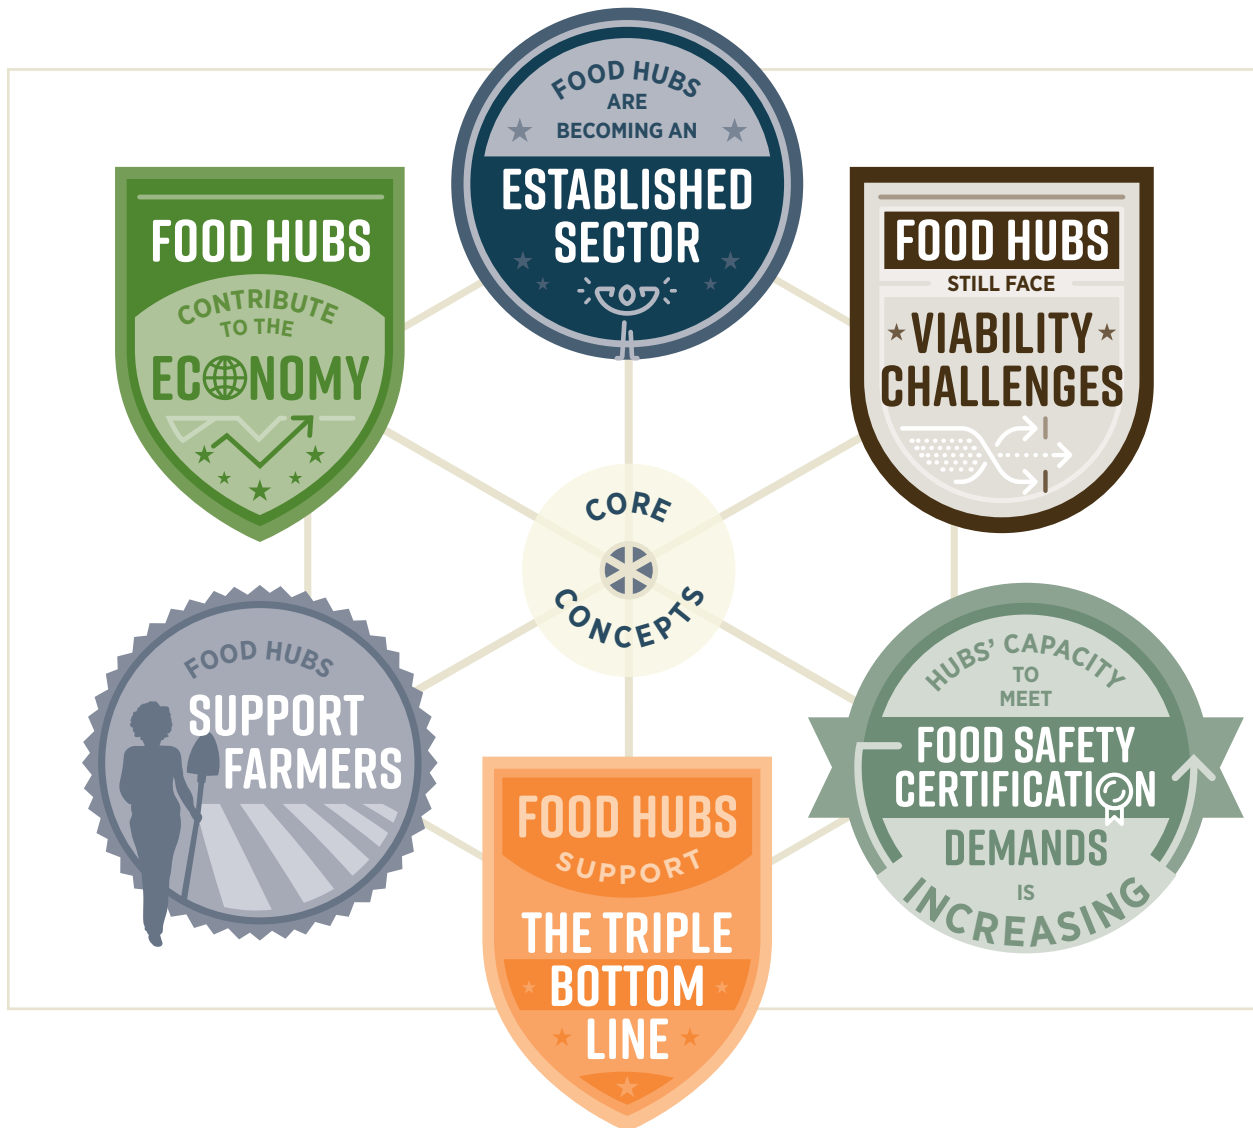 FOOD HUBS
ARE
BECOMING AN
ESTABLISHED
SECTOR
FOOD HUBS
CONTRIBUTE
TO THE
ECONOMY
FOOD HUBS
STILL FACE
VIABILITY
CHALLENGES
CORE
CONCEPTS
FOOD HUBS
SUPPORT
FARMERS
HUBS’ CAPACITY
TO
MEET
FOOD SAFETY
CERTIFICATION
DEMANDS
IS
INCREASING
FOOD HUBS
SUPPORT
THE TRIPLE
BOTTOM
LINE